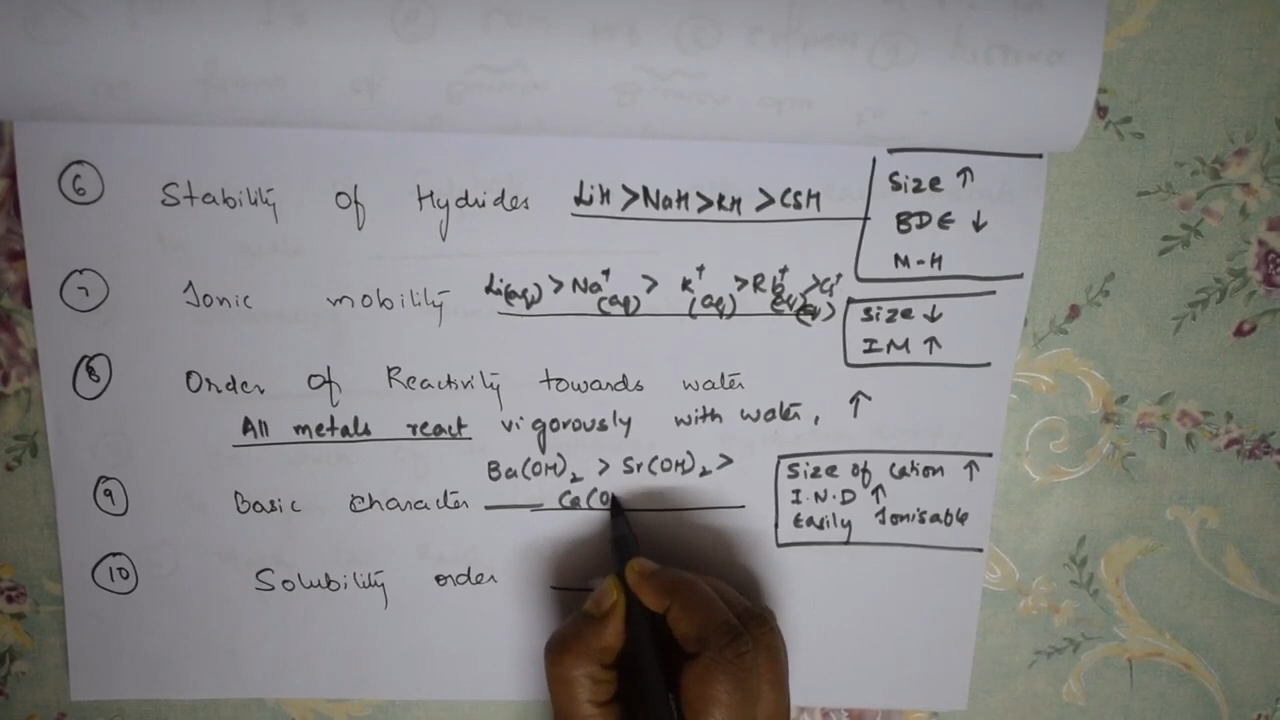 6 Stability of Hydrides LiH > NaH > KH > CSH
Size ↑
BDE ↓
M-H
7 Ionic mobility Li(aq) > Na⁺(aq) > K⁺(aq) > Rb⁺(aq) > Cs⁺
Size ↓
IM ↑
8 Order of Reactivity towards water
All metals react vigorously with water, ↑
Ba(OH)₂ > Sr(OH)₂ >
9 Basic character Ca(O
Size of Cation ↑
I.N.D ↑
Easily Ionisable
10 Solubility order